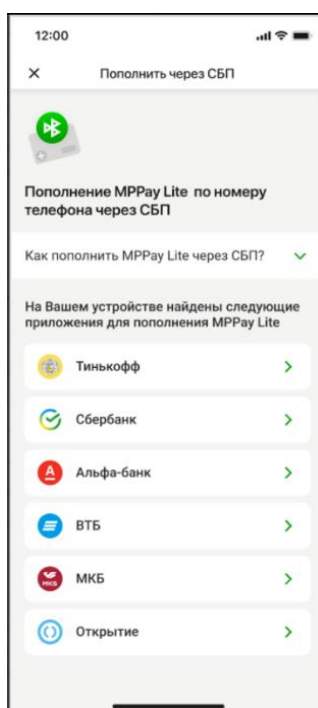 12:00
Пополнить через СБП
Пополнение MPPay Lite по номеру
телефона через СБП
Как пополнить MPPay Lite через СБП?
На Вашем устройстве найдены следующие
приложения для пополнения MPPay Lite
Тинькофф
Сбербанк
А Альфа-банк
ВТБ
МКБ МКБ
Открытие